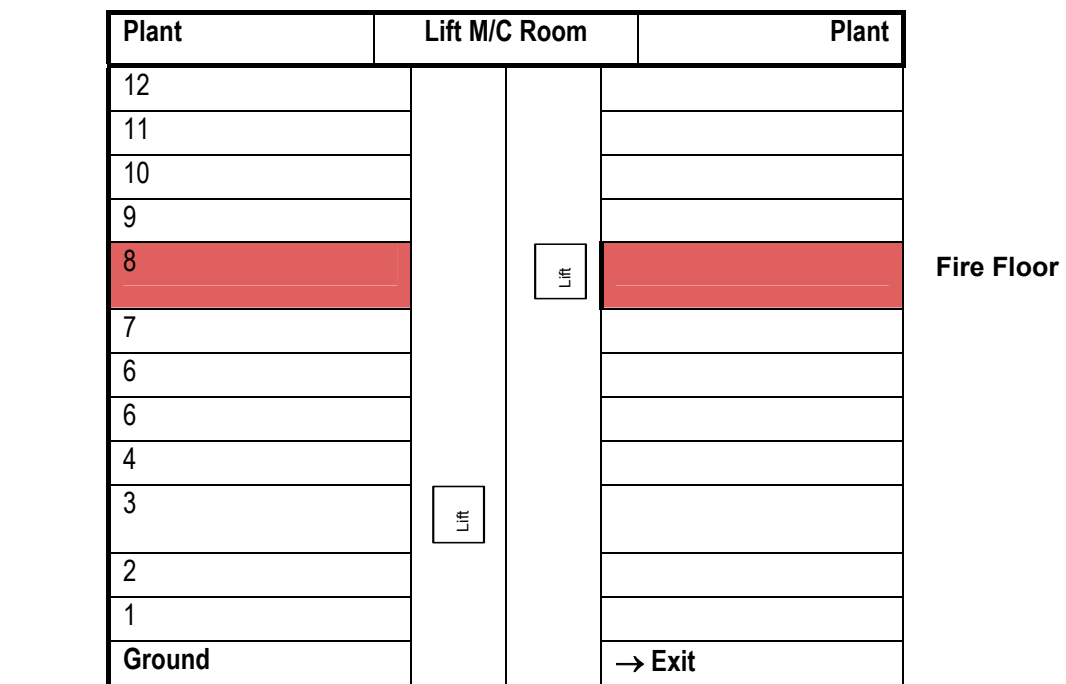 Plant Lift M/C Room Plant
12
11
10
9
8 Lift Fire Floor
7
6
6
4
3 Lift
2
1
Ground → Exit